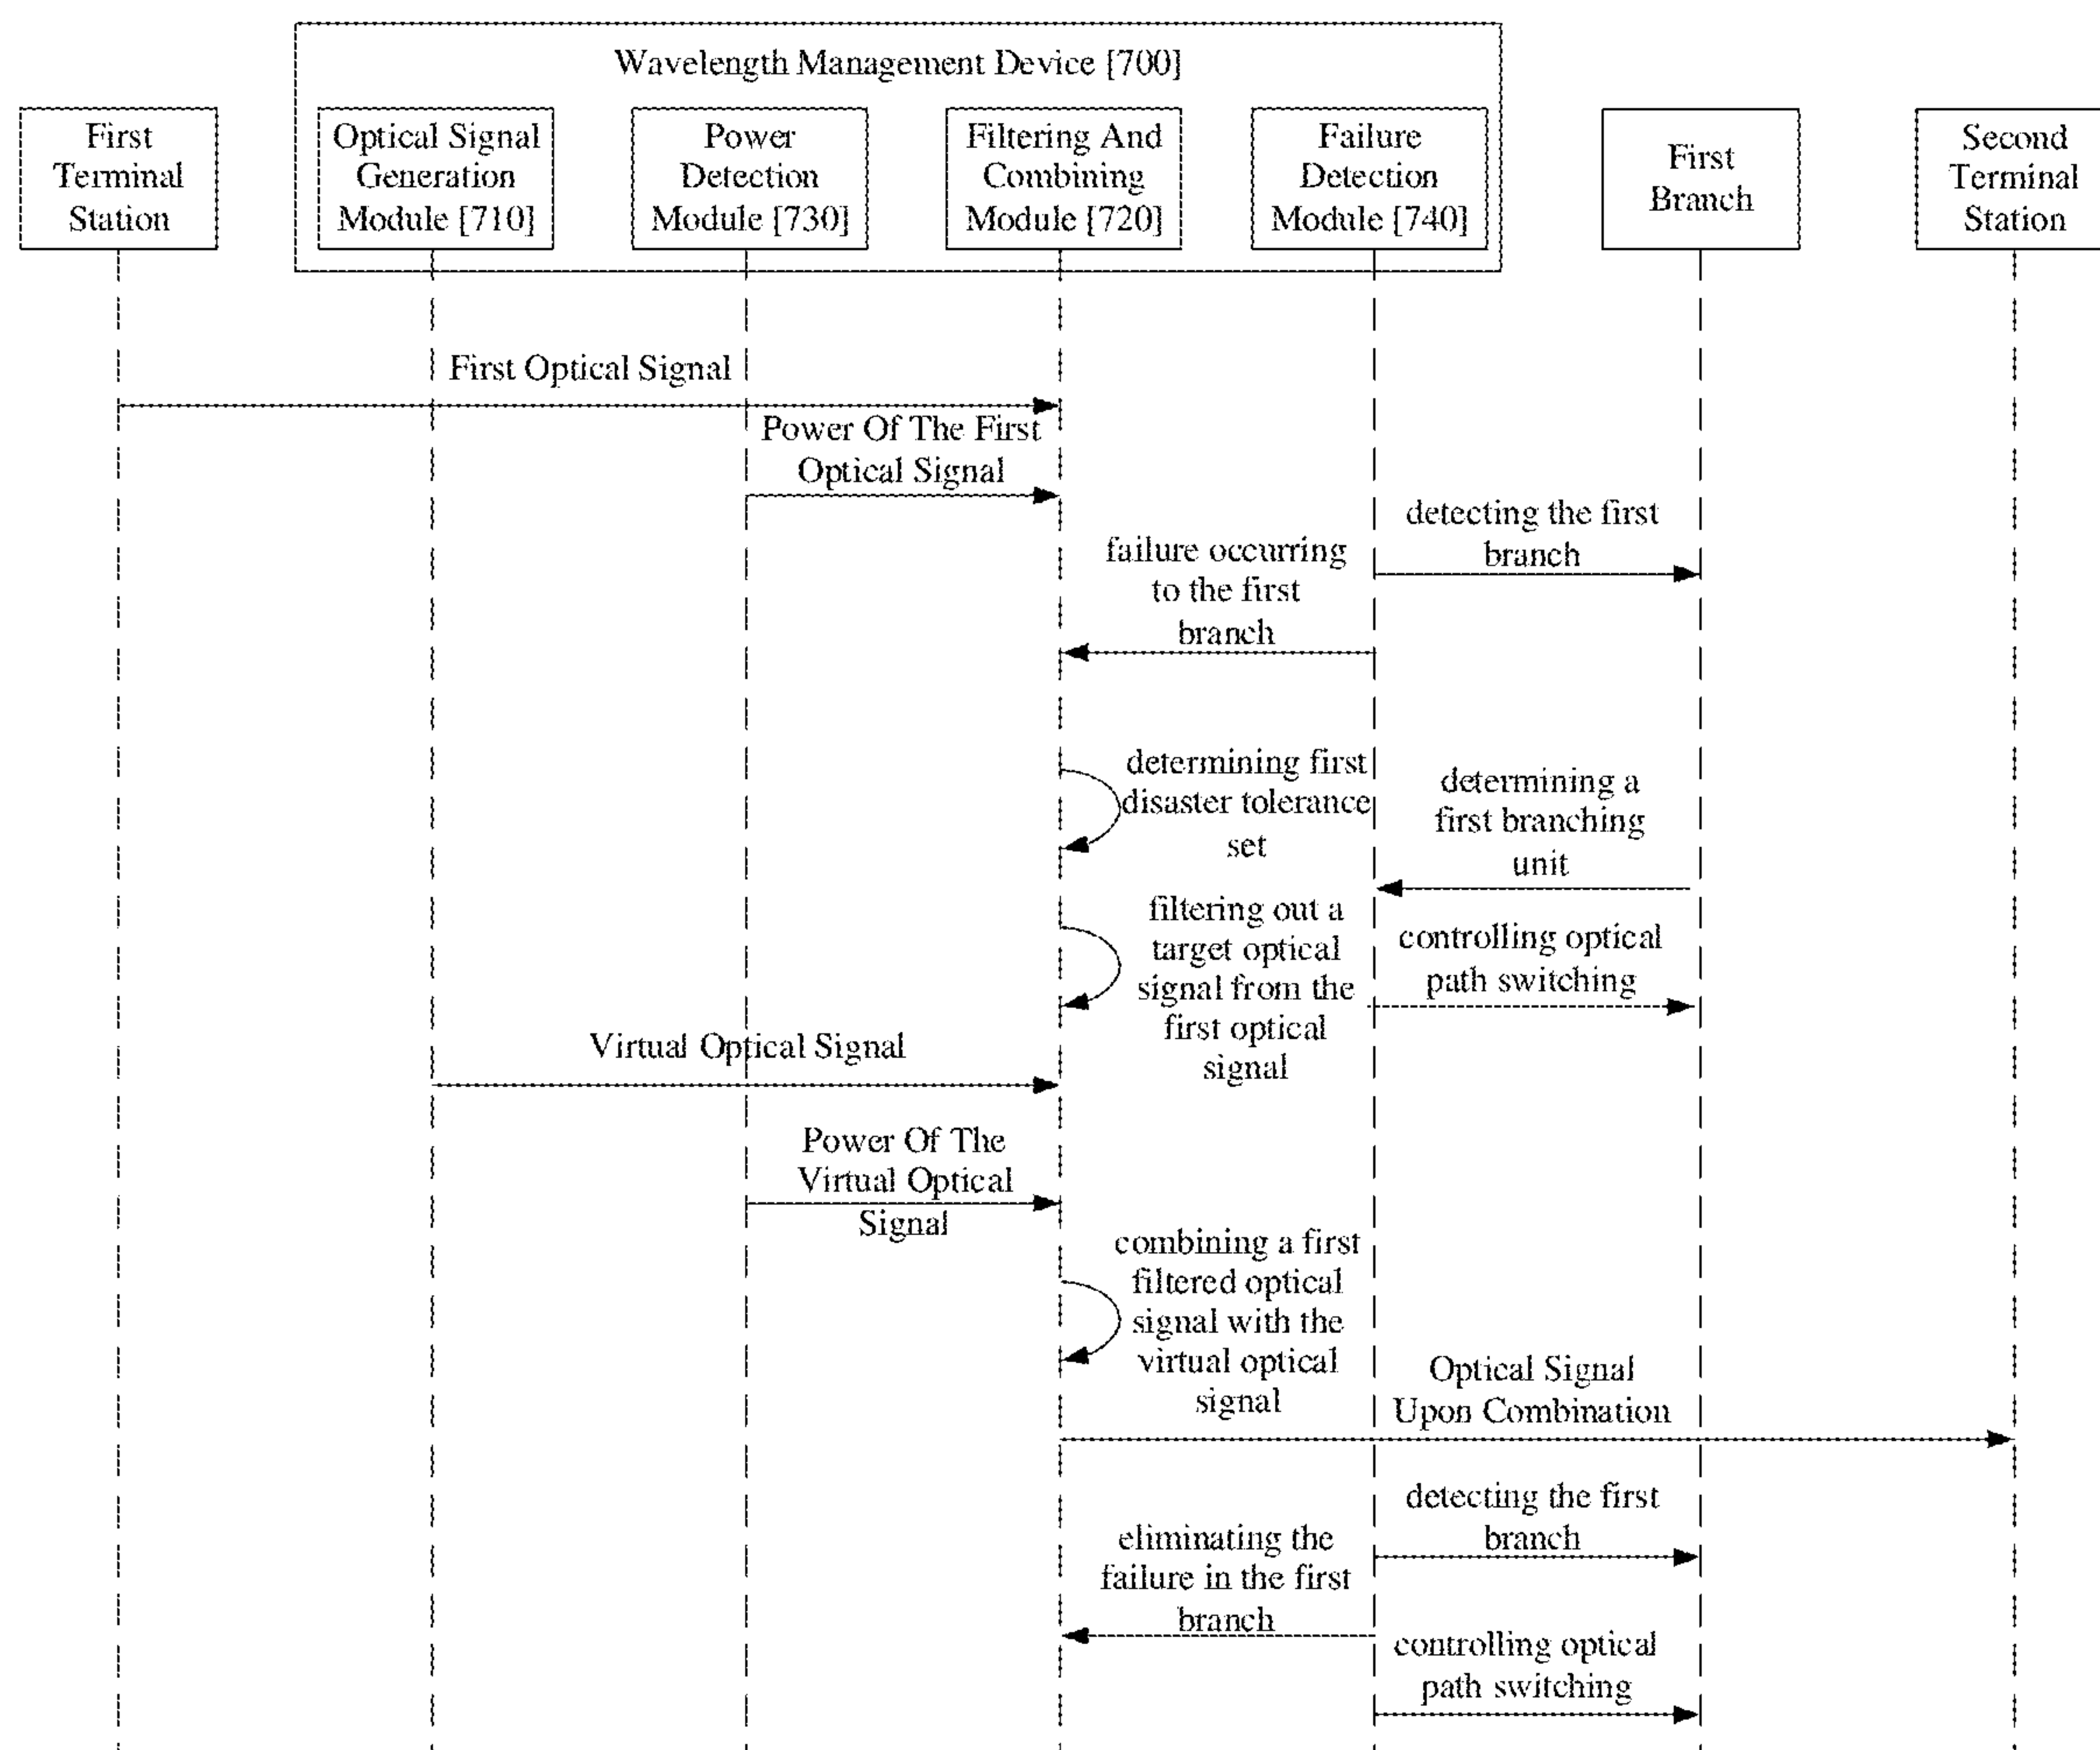 Wavelength Management Device [700]
First
Terminal
Station
Optical Signal
Generation
Module [710]
Power
Detection
Module [730]
Filtering And
Combining
Module [720]
Failure
Detection
Module [740]
First
Branch
Second
Terminal
Station
First Optical Signal
Power Of The First
Optical Signal
detecting the first
branch
failure occurring
to the first
branch
determining first
disaster tolerance
set
determining a
first branching
unit
filtering out a
target optical
signal from the
first optical
signal
controlling optical
path switching
Virtual Optical Signal
Power Of The
Virtual Optical
Signal
combining a first
filtered optical
signal with the
virtual optical
signal
Optical Signal
Upon Combination
detecting the first
branch
eliminating the
failure in the first
branch
controlling optical
path switching